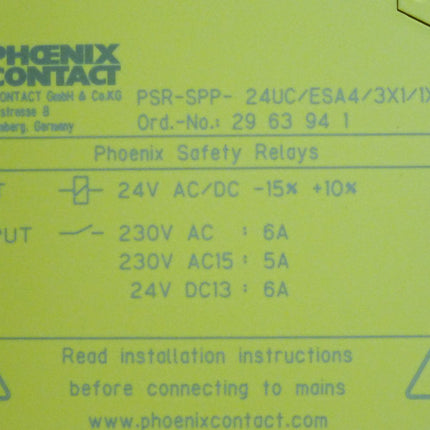 PHŒNIX
CONTACT
CONTACT GmbH & Co.KG
strasse 8
mberg, Germany
PSR-SPP- 24UC/ESA4/3X1/1X
Ord.-No.: 29 63 94 1
Phoenix Safety Relays
T 24V AC/DC -15% +10%
PUT 230V AC : 6A
230V AC15 : 5A
24V DC13 : 6A
Read installation instructions
before connecting to mains
www.phoenixcontact.com